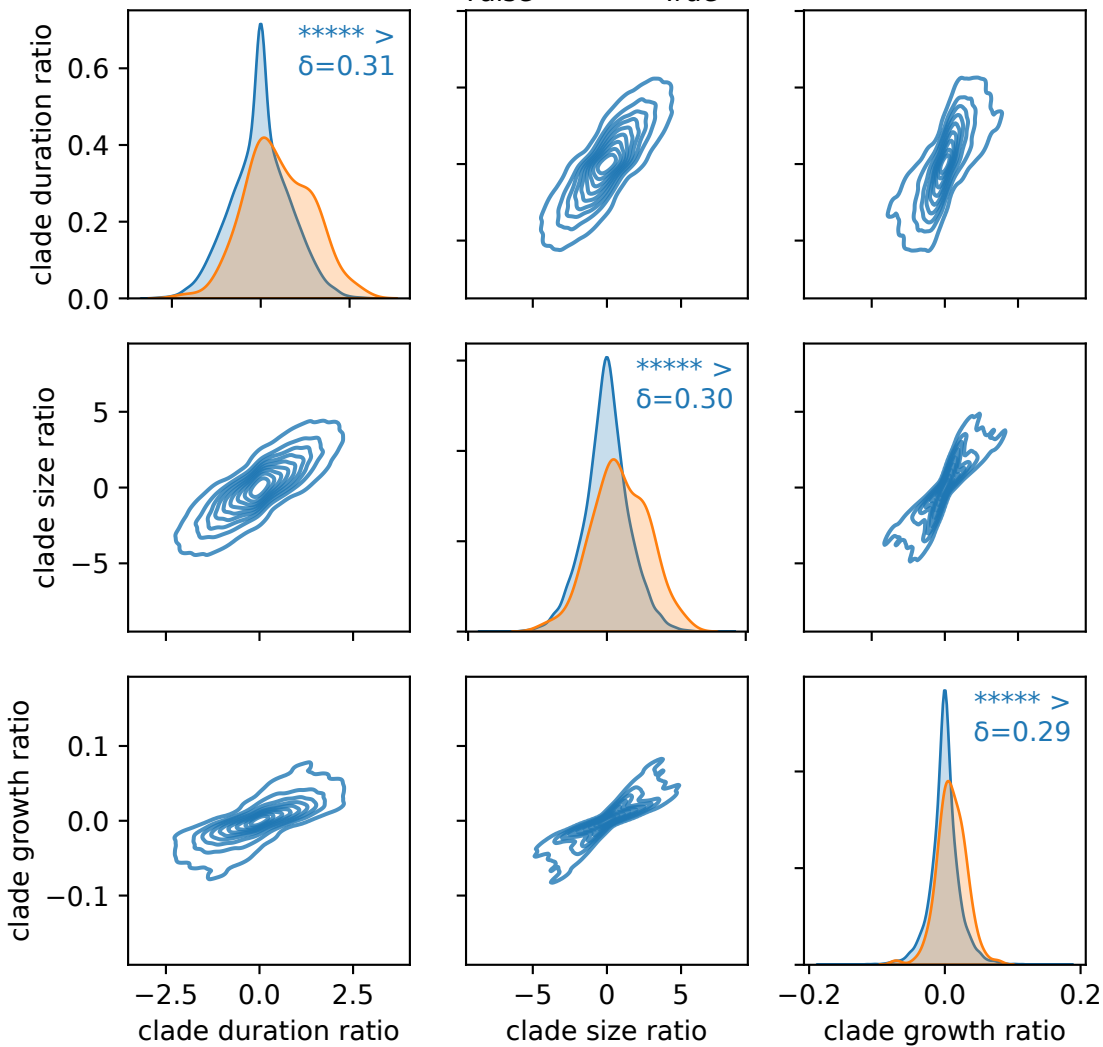 ***** >
δ=0.31
0.6
0.4
0.2
0.0
clade duration ratio
***** >
δ=0.30
5
0
−5
clade size ratio
***** >
δ=0.29
0.1
0.0
−0.1
clade growth ratio
−2.5 0.0 2.5
−5 0 5
−0.2 0.0 0.2
clade duration ratio
clade size ratio
clade growth ratio